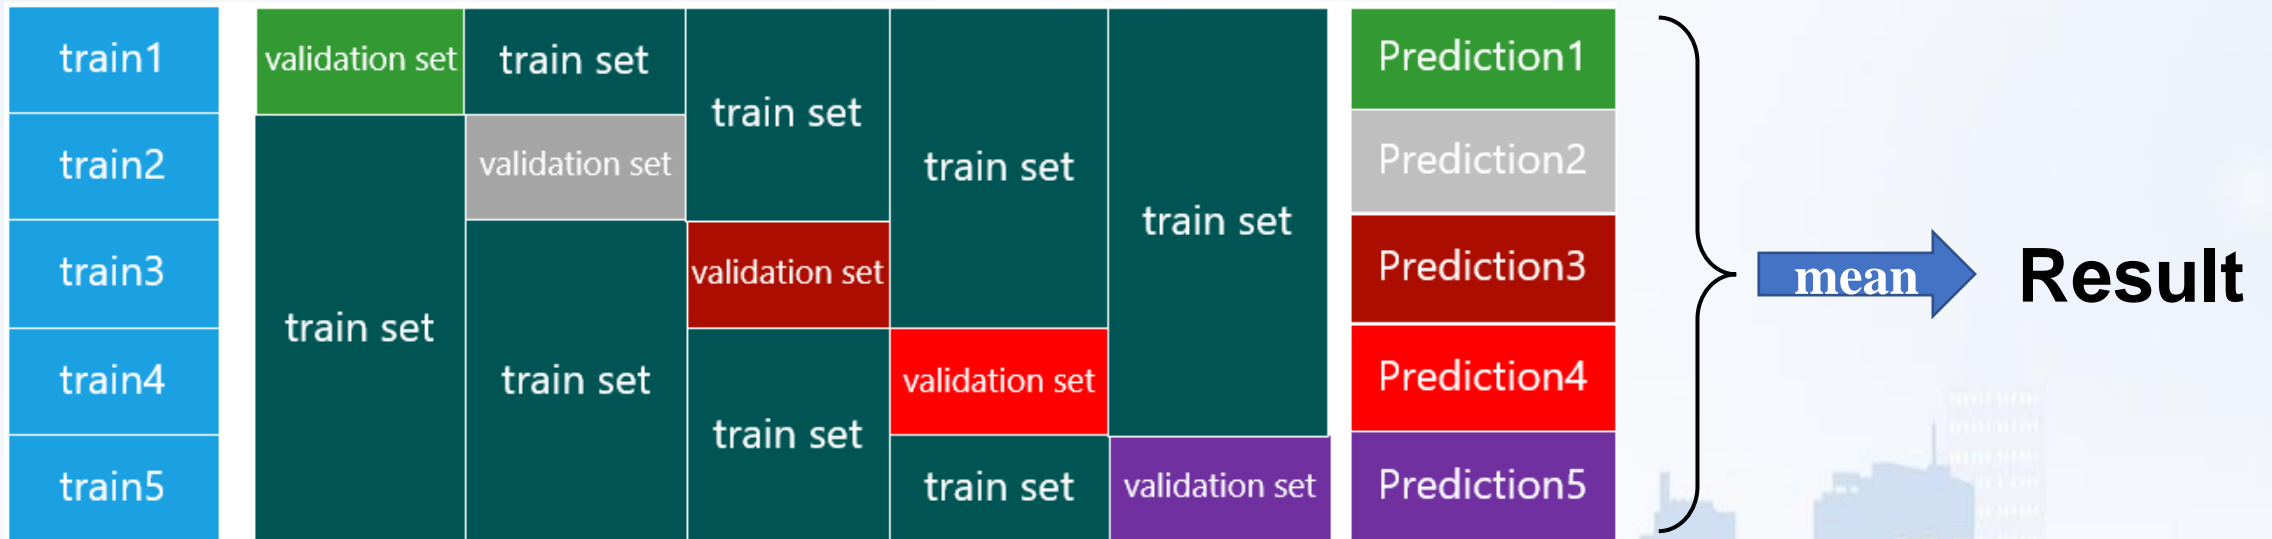 train1
train2
train3
train4
train5
validation set
train set
train set
validation set
train set
train set
validation set
train set
train set
validation set
train set
train set
validation set
Prediction1
Prediction2
Prediction3
Prediction4
Prediction5
mean
Result